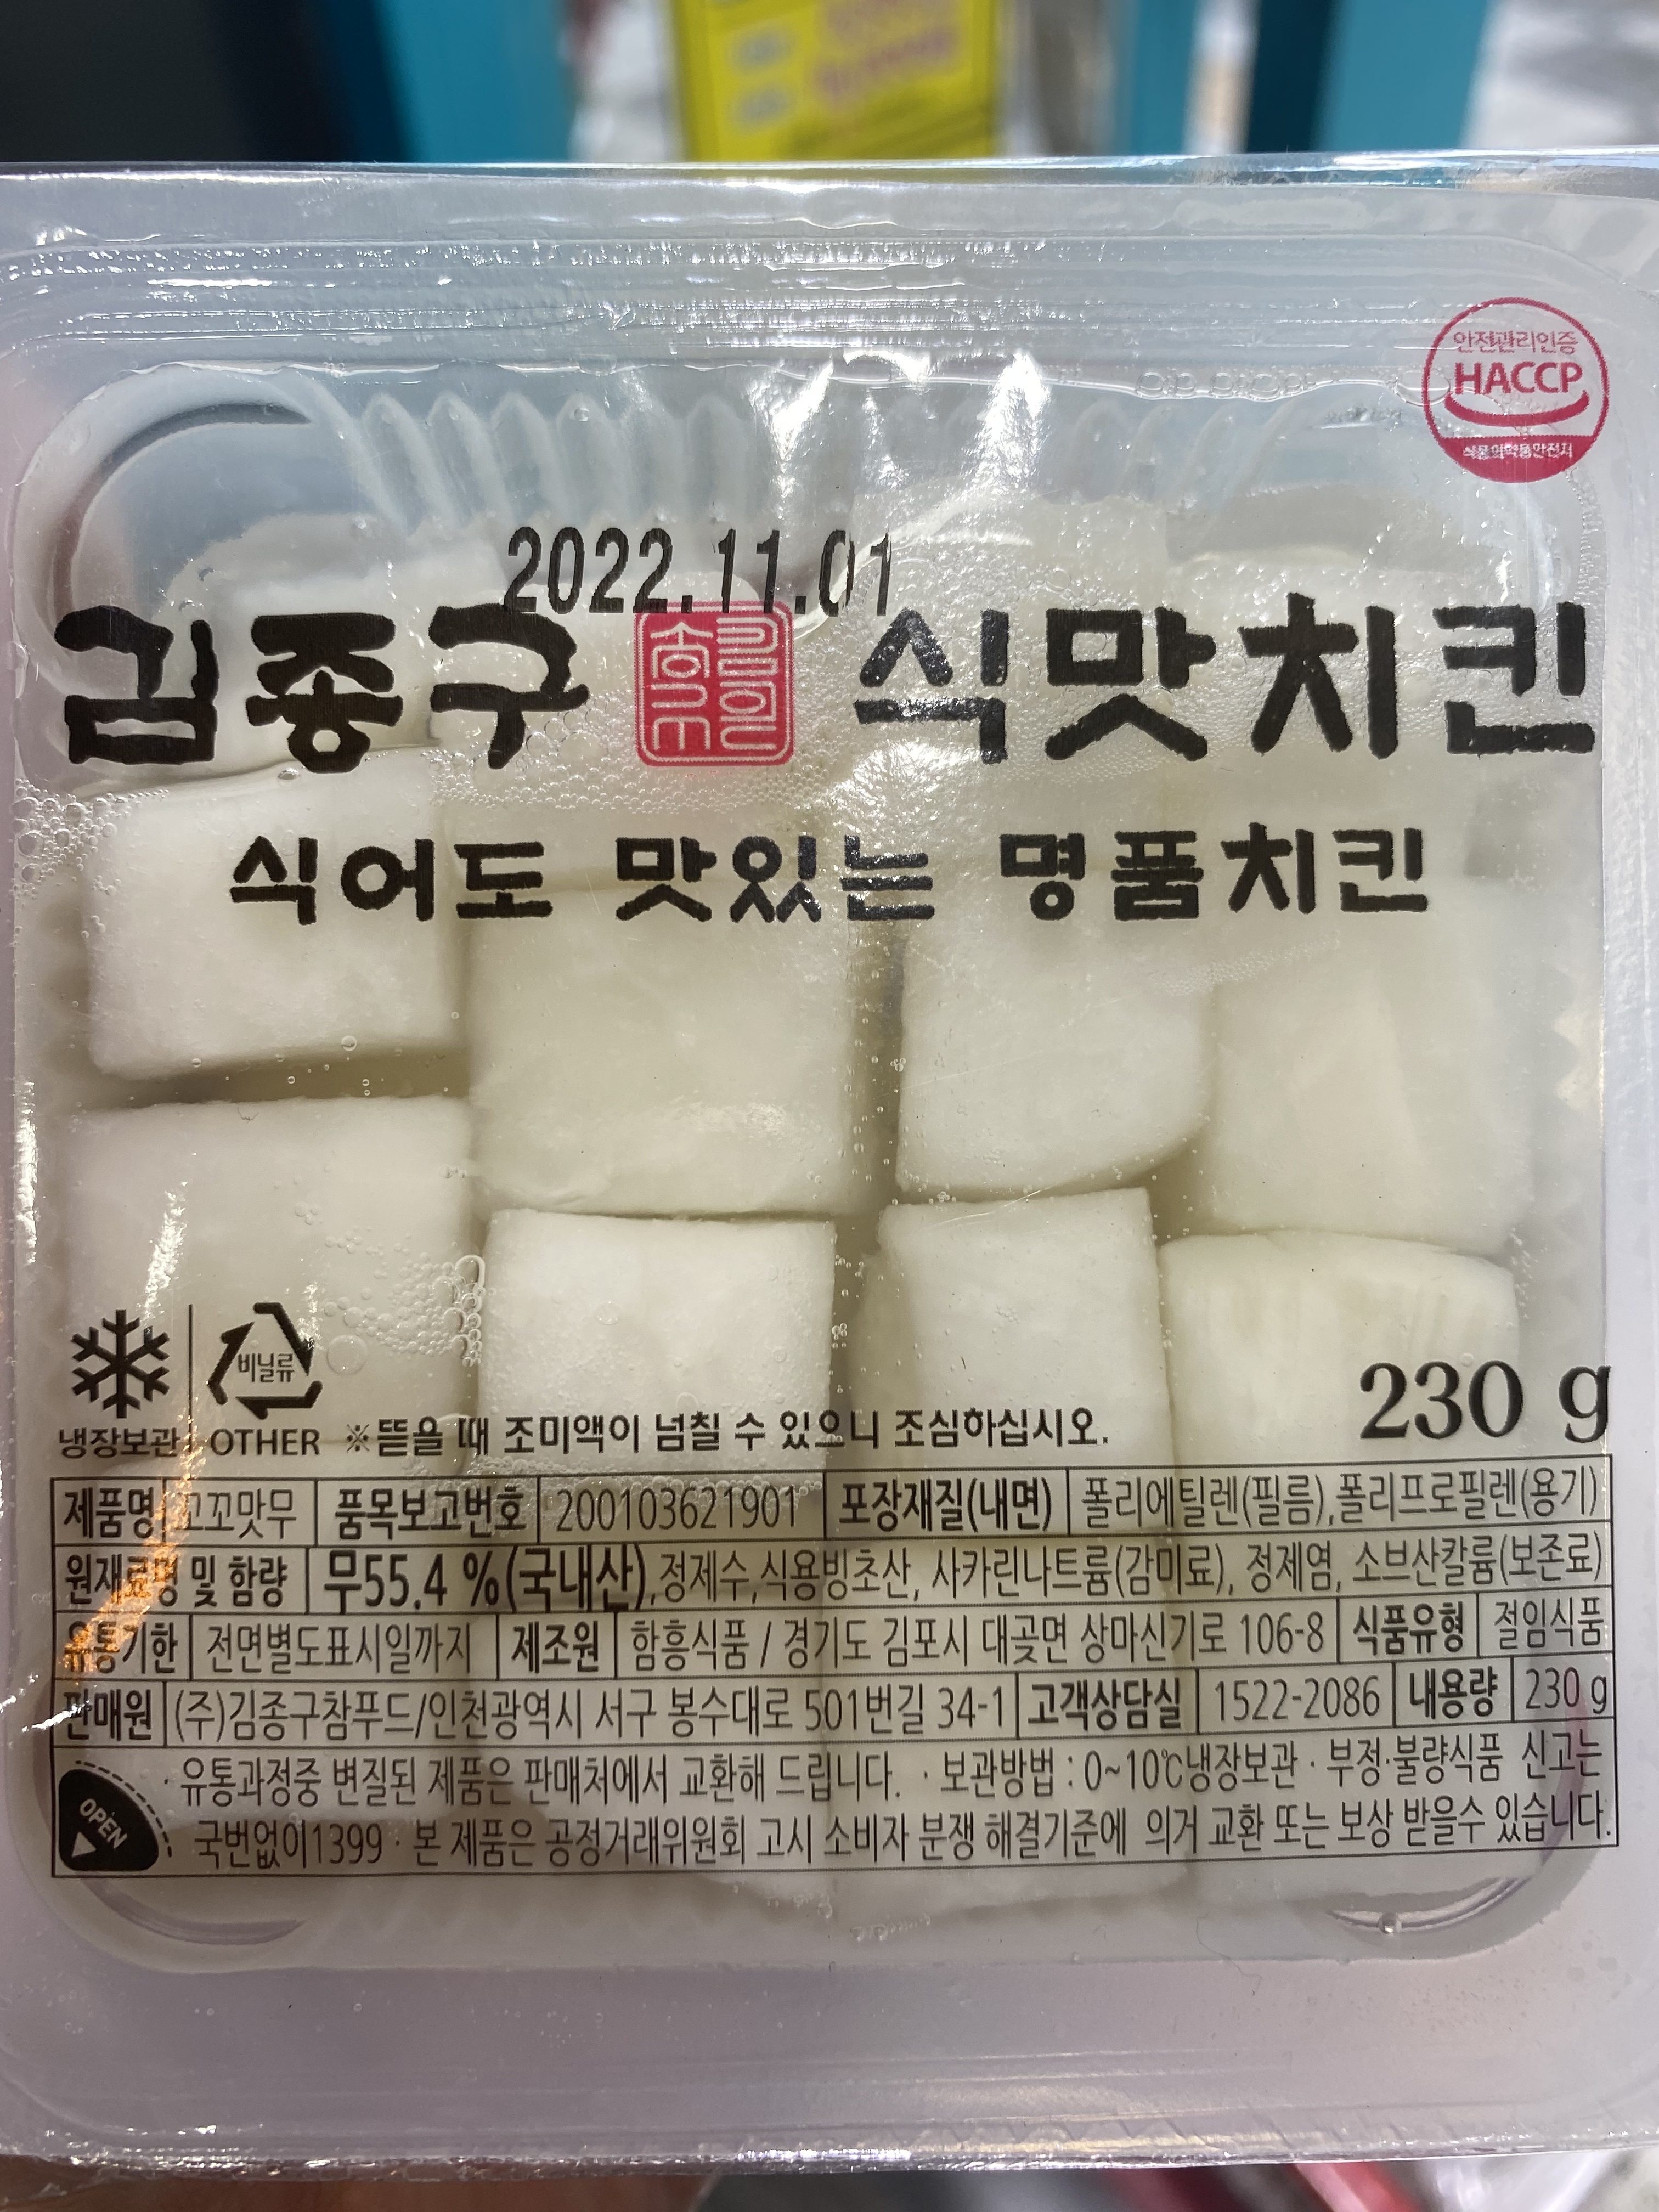 안전관리인증
HACCP
식품의약품안전처
2022.11.01
김종구 식맛치킨
식어도 맛있는 명품치킨
비닐류
230 g
냉장보관 OTHER ※뜯을 때 조미액이 넘칠 수 있으니 조심하십시오.
제품명 꼬꼬맛무 품목보고번호 200103621901 포장재질(내면) 폴리에틸렌(필름),폴리프로필렌(용기)
원재료명 및 함량 무55.4 %(국내산),정제수,식용빙초산, 사카린나트륨(감미료), 정제염, 소브산칼륨(보존료)
유통기한 전면별도표시일까지 제조원 함흥식품 / 경기도 김포시 대곶면 상마신기로 106-8 식품유형 절임식품
판매원 (주)김종구참푸드/인천광역시 서구 봉수대로 501번길 34-1 고객상담실 1522-2086 내용량 230 g
· 유통과정중 변질된 제품은 판매처에서 교환해 드립니다. · 보관방법 : 0~10℃냉장보관 · 부정·불량식품 신고는
OPEN
국번없이1399 · 본 제품은 공정거래위원회 고시 소비자 분쟁 해결기준에 의거 교환 또는 보상 받을수 있습니다.